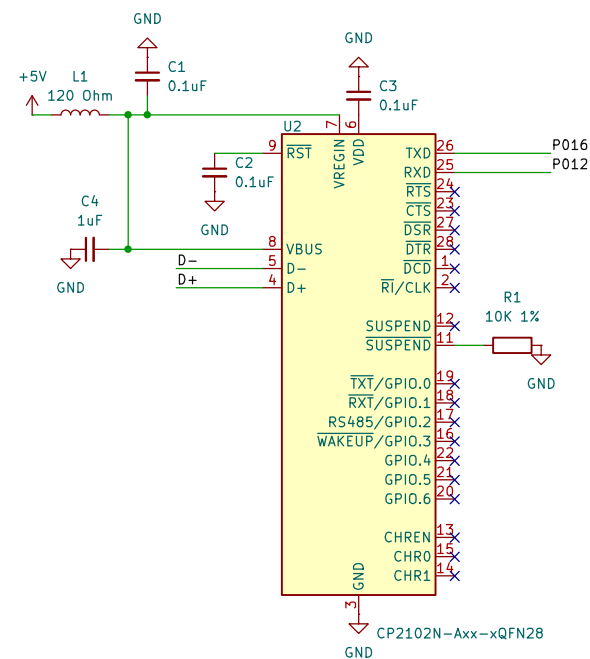 GND
GND
+5V
L1
120 Ohm
C1
0.1uF
C3
0.1uF
U2
7
6
VREGIN
VDD
9
RST
C2
0.1uF
GND
TXD
26
P016
RXD
25
P012
RTS
24
CTS
23
DSR
27
DTR
28
DCD
1
RI/CLK
2
C4
1uF
GND
8
VBUS
D-
5
D-
D+
4
D+
SUSPEND
12
SUSPEND
11
R1
10K 1%
GND
TXT/GPIO.0
19
RXT/GPIO.1
18
RS485/GPIO.2
17
WAKEUP/GPIO.3
16
GPIO.4
22
GPIO.5
21
GPIO.6
20
CHREN
13
CHR0
15
CHR1
14
GND
3
CP2102N-Axx-xQFN28
GND